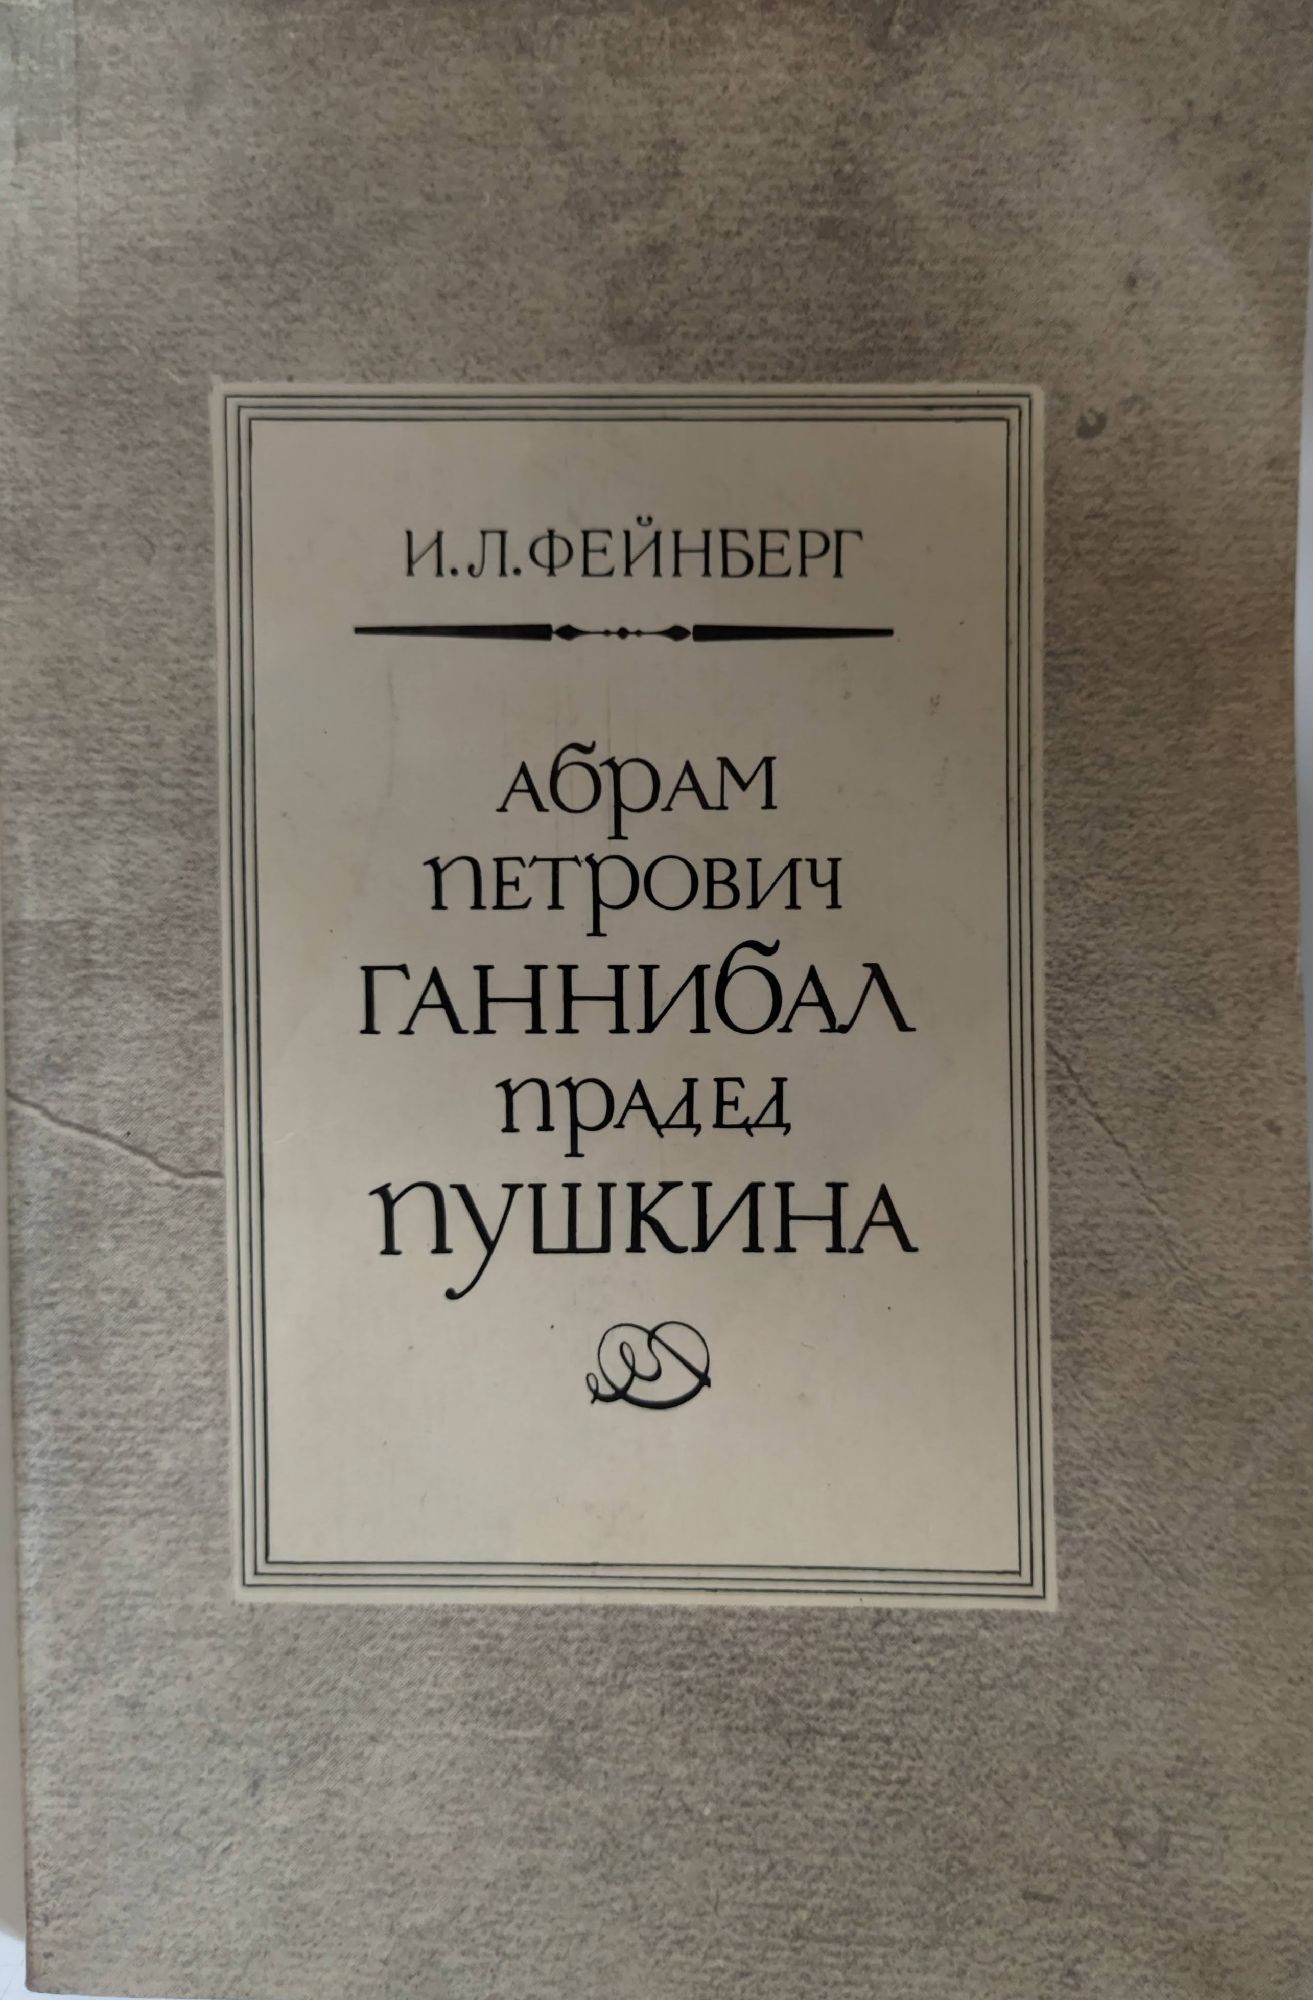 И.Л.ФЕЙНБЕРГ
АбРАМ
ПЕТРОВИЧ
ГАННИбАЛ
ПРАДЕД
ПУШКИНА